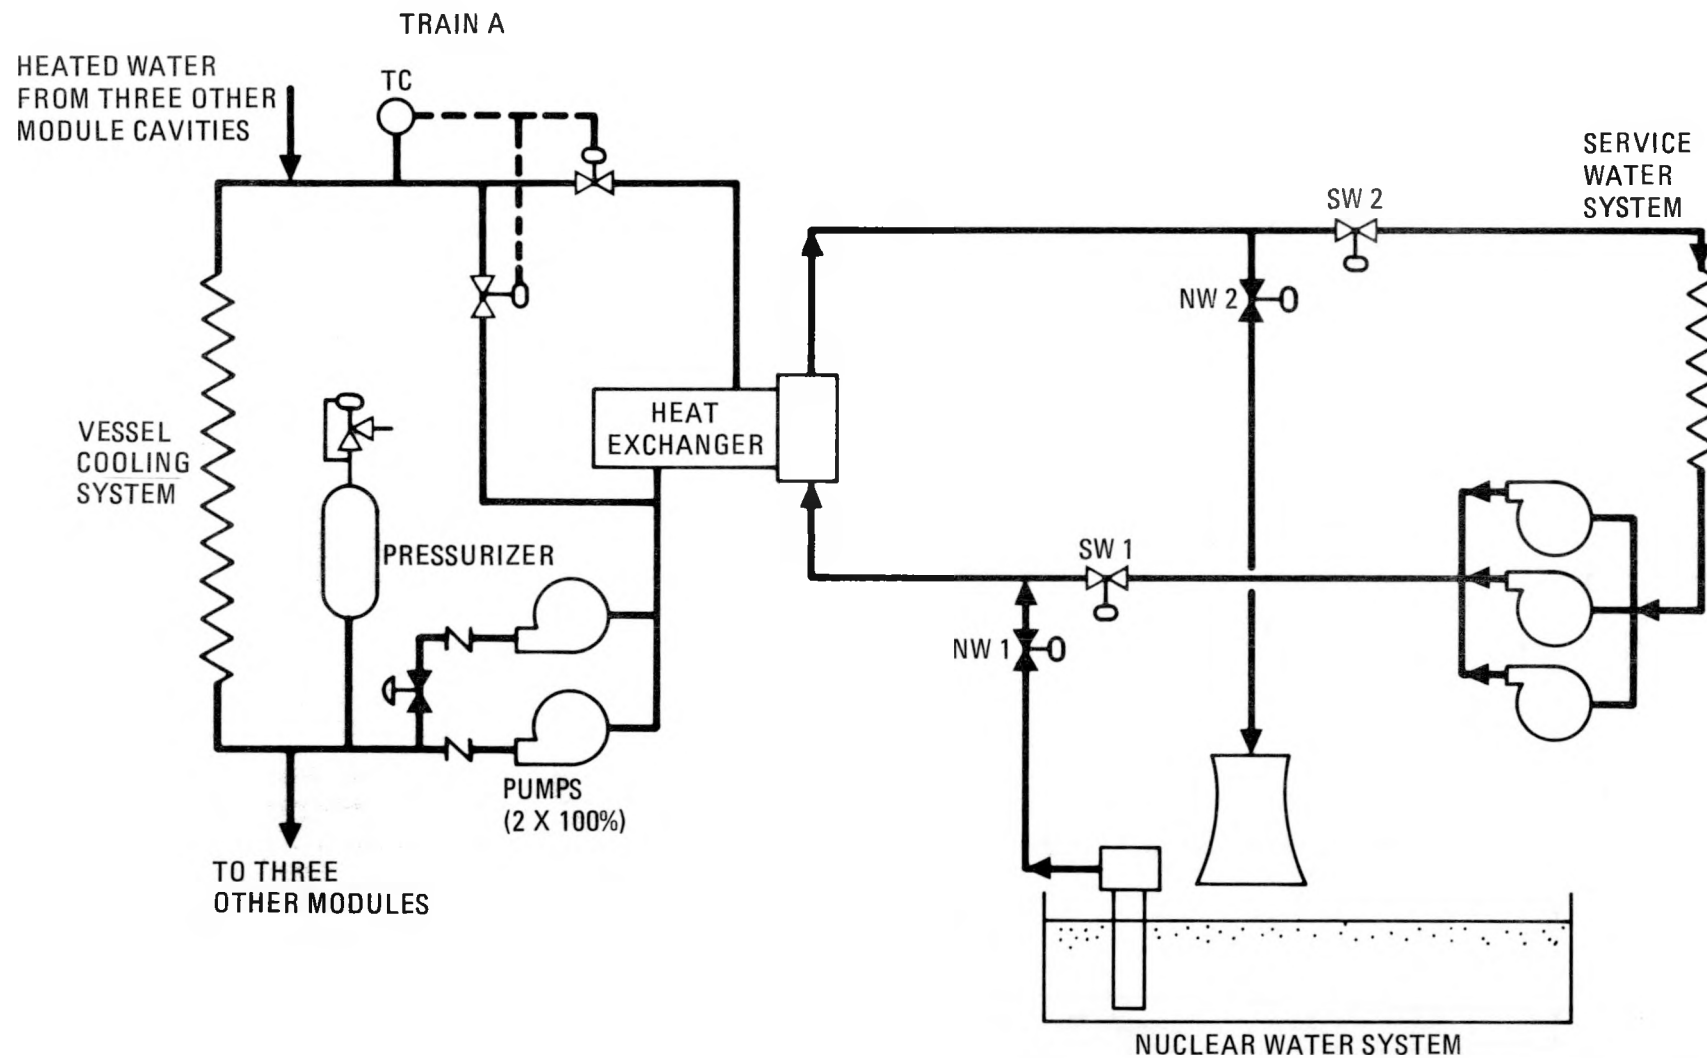 TRAIN A
HEATED WATER
FROM THREE OTHER
MODULE CAVITIES
TC
SERVICE
WATER
SYSTEM
SW 2
NW 2
HEAT
EXCHANGER
VESSEL
COOLING
SYSTEM
PRESSURIZER
SW 1
NW 1
PUMPS
(2 X 100%)
TO THREE
OTHER MODULES
NUCLEAR WATER SYSTEM